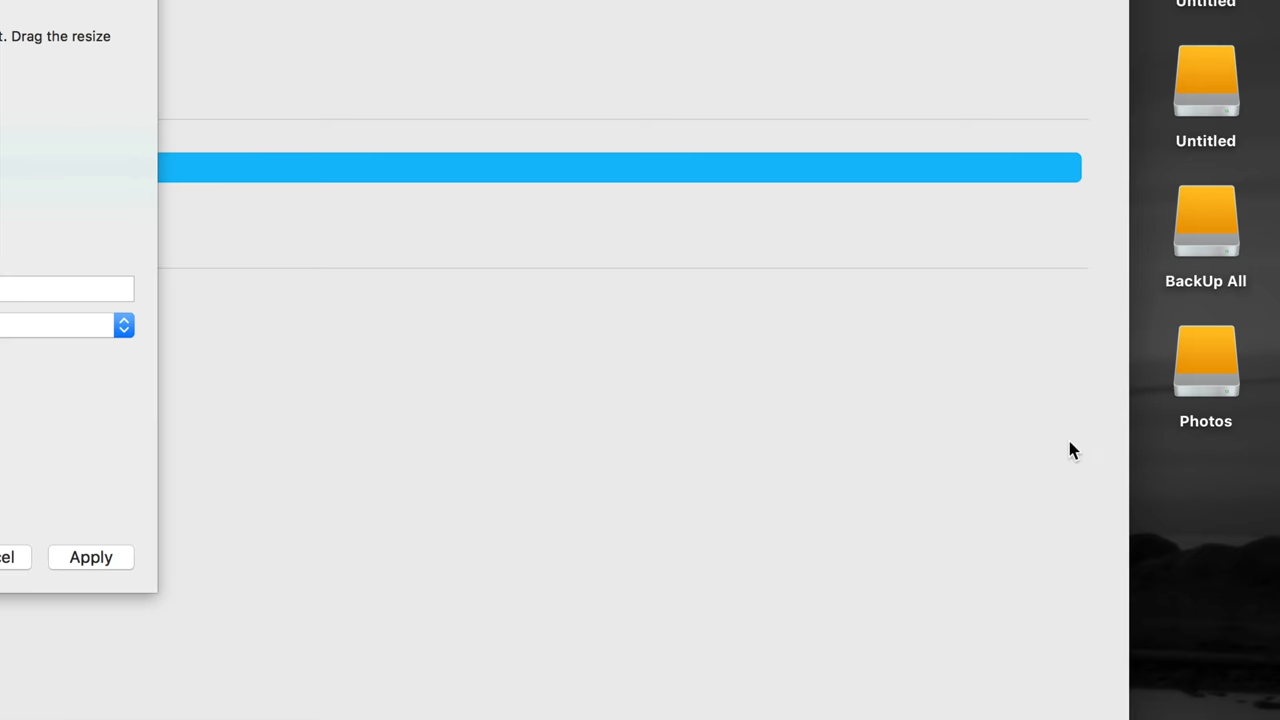 Untitled
t. Drag the resize
Untitled
BackUp All
Photos
cel
Apply